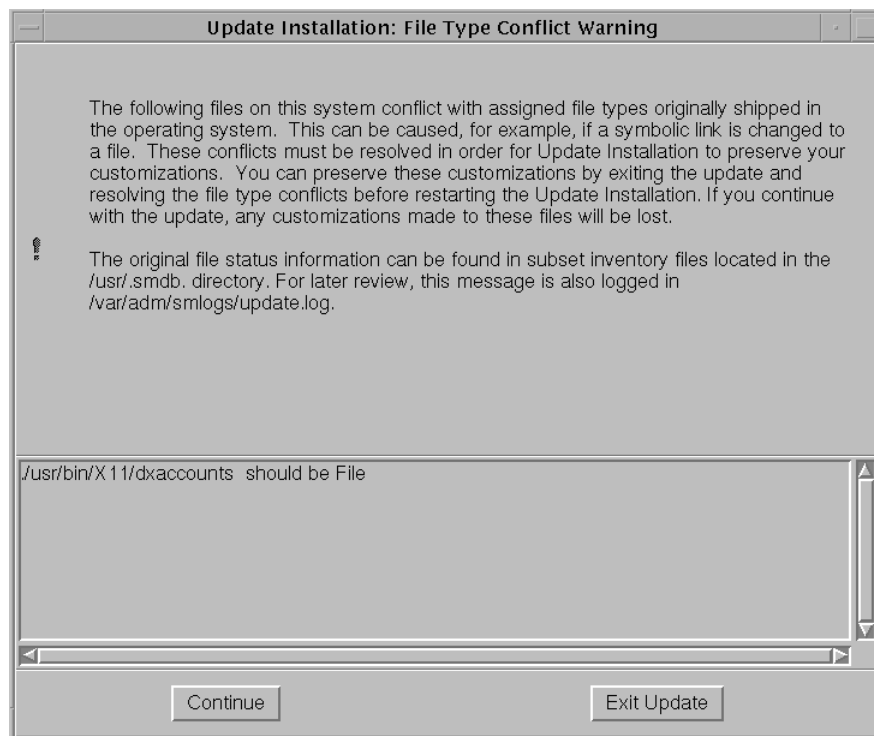 Update Installation: File Type Conflict Warning
The following files on this system conflict with assigned file types originally shipped in
the operating system.  This can be caused, for example, if a symbolic link is changed to
a file.  These conflicts must be resolved in order for Update Installation to preserve your
customizations.  You can preserve these customizations by exiting the update and
resolving the file type conflicts before restarting the Update Installation. If you continue
with the update, any customizations made to these files will be lost.
The original file status information can be found in subset inventory files located in the
/usr/.smdb. directory. For later review, this message is also logged in
/var/adm/smlogs/update.log.
./usr/bin/X11/dxaccounts  should be File
Continue
Exit Update